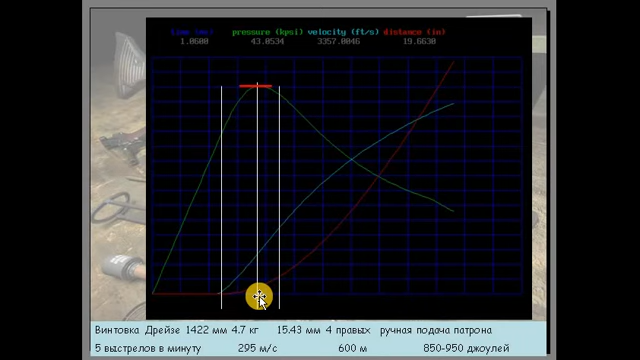 time (ms) pressure (kpsi) velocity (ft/s) distance (in)
1.0600 43.0534 3357.0046 19.6630
Винтовка Дрейзе 1422 мм 4.7 кг 15.43 мм 4 правых ручная подача патрона
5 выстрелов в минуту 295 м/с 600 м 850-950 джоулей